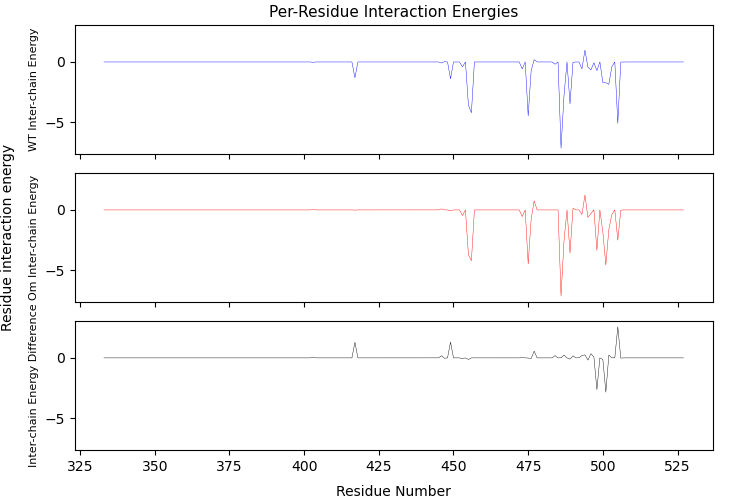 Per-Residue Interaction Energies
Residue interaction energy
WT Inter-chain Energy
0
−5
Om Inter-chain Energy
0
−5
Inter-chain Energy Difference
0
−5
325 350 375 400 425 450 475 500 525
Residue Number